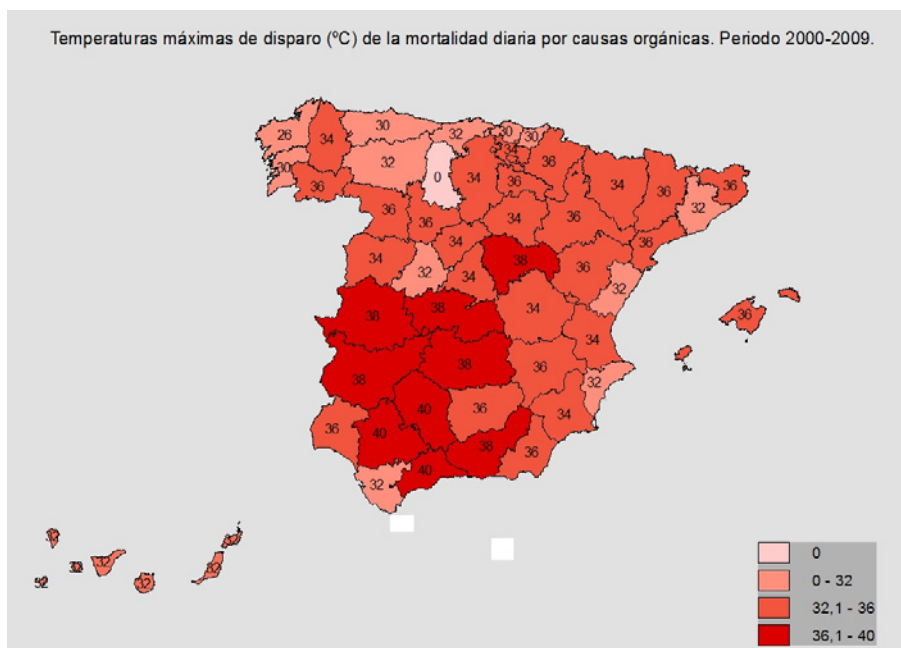 Temperaturas máximas de disparo (ºC) de la mortalidad diaria por causas orgánicas. Periodo 2000-2009.
26 34 30 32 30 30
30 36 32 0 34 34 36 36 34 36 32 36
36 36 34 36 36
34 32 34 34 38 36 32
38 38 34 34 36
38 38 36 32
36 40 40 36 34
32 40 38 36
32 32 32
0
0 - 32
32,1 - 36
36,1 - 40